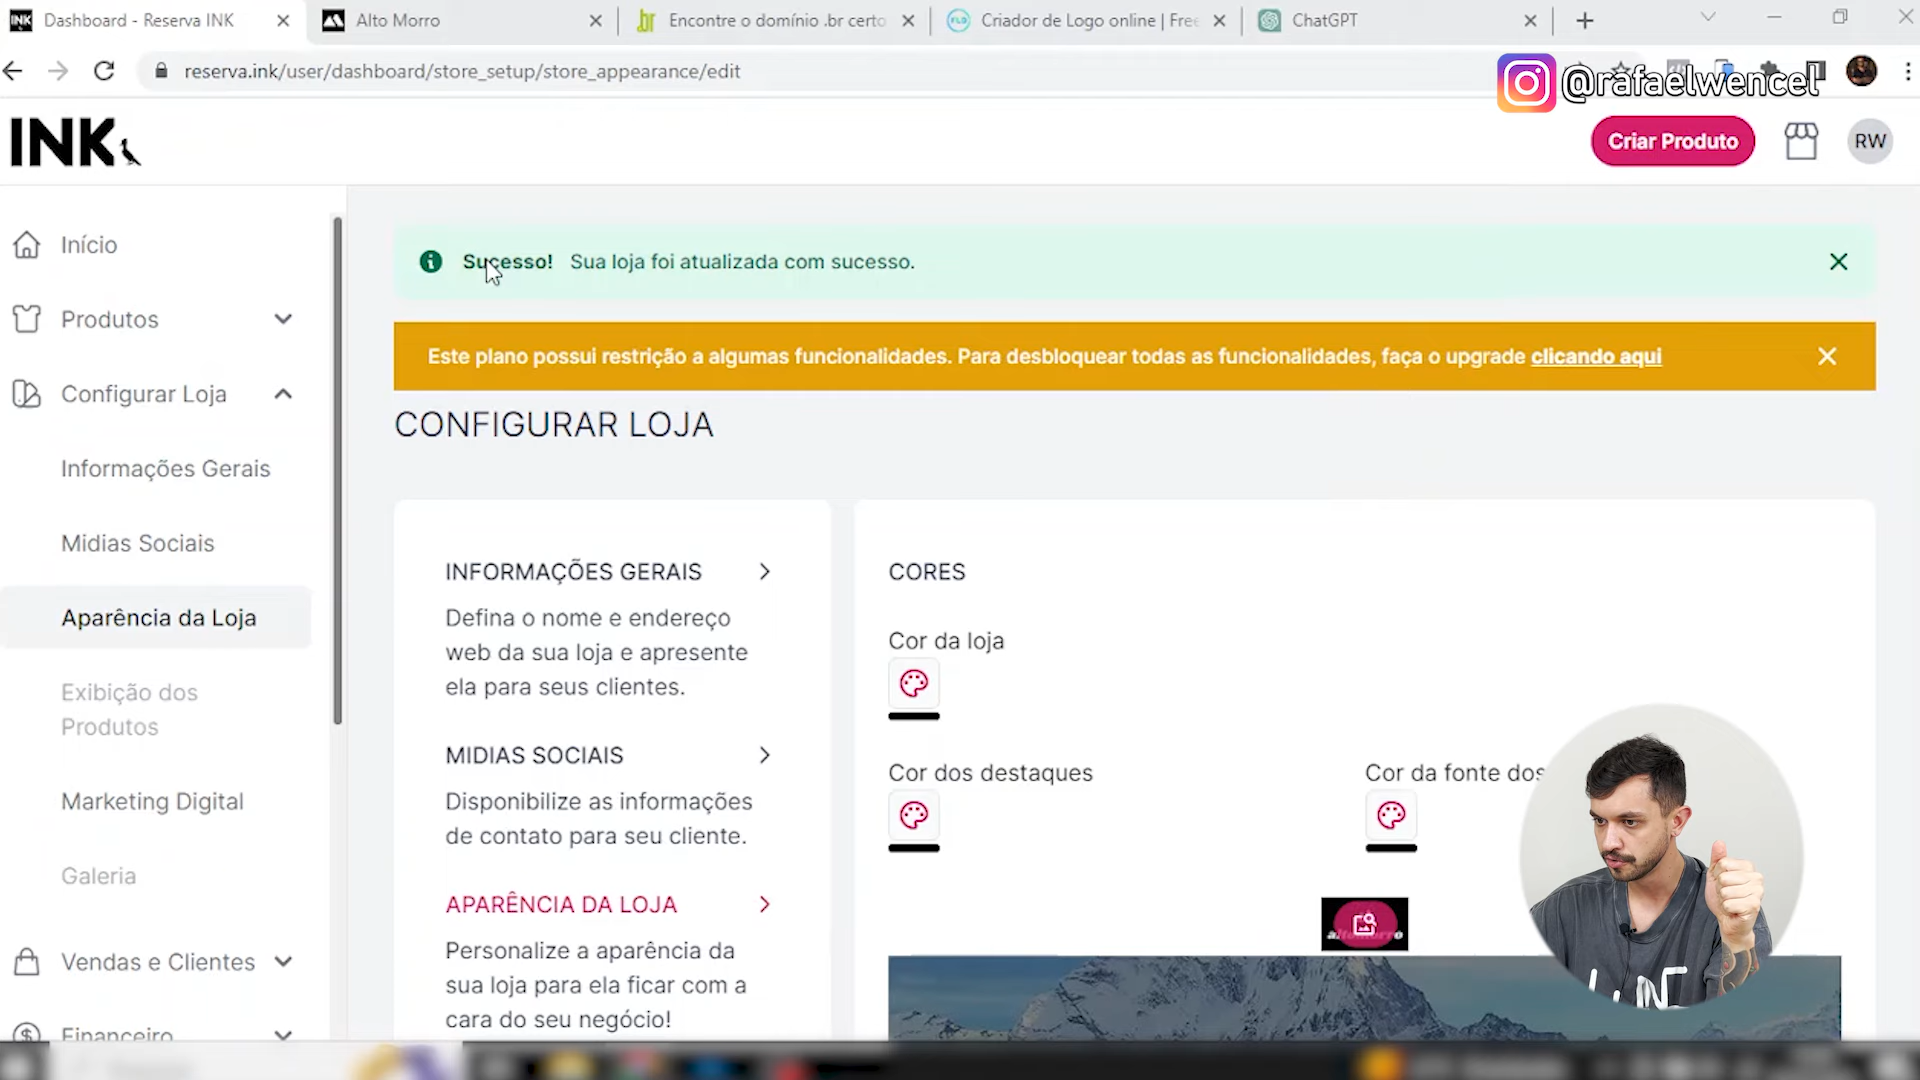 Dashboard - Reserva INK
Alto Morro
Encontre o domínio .br certo
Criador de Logo online | Free
ChatGPT
reserva.ink/user/dashboard/store_setup/store_appearance/edit
@rafaelwencel
INK
Criar Produto
RW
Início
Produtos
Configurar Loja
Informações Gerais
Midias Sociais
Aparência da Loja
Exibição dos
Produtos
Marketing Digital
Galeria
Vendas e Clientes
Financeiro
Sucesso! Sua loja foi atualizada com sucesso.
Este plano possui restrição a algumas funcionalidades. Para desbloquear todas as funcionalidades, faça o upgrade clicando aqui
CONFIGURAR LOJA
INFORMAÇÕES GERAIS
Defina o nome e endereço
web da sua loja e apresente
ela para seus clientes.
MIDIAS SOCIAIS
Disponibilize as informações
de contato para seu cliente.
APARÊNCIA DA LOJA
Personalize a aparência da
sua loja para ela ficar com a
cara do seu negócio!
CORES
Cor da loja
Cor dos destaques
Cor da fonte dos